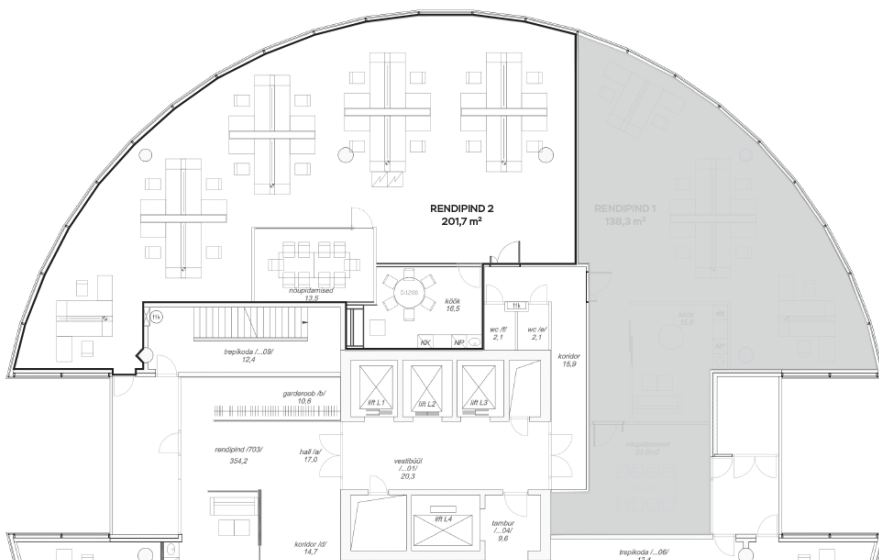 RENDIPIND 2
201,7 m²
RENDIPIND 1
138,3 m²
nõupidamised
13,5
D1200
köök
16,5
NK
NP
wc /f/
2,1
wc /e/
2,1
koridor
15,9
trepikoda /...09/
12,4
garderoob /b/
10,6
lift L1
lift L2
lift L3
rendipind /703/
354,2
hall /a/
17,0
vestibüül
/...01/
20,3
lift L4
tambur
/...04/
9,6
koridor /d/
14,7
trepikoda /...06/